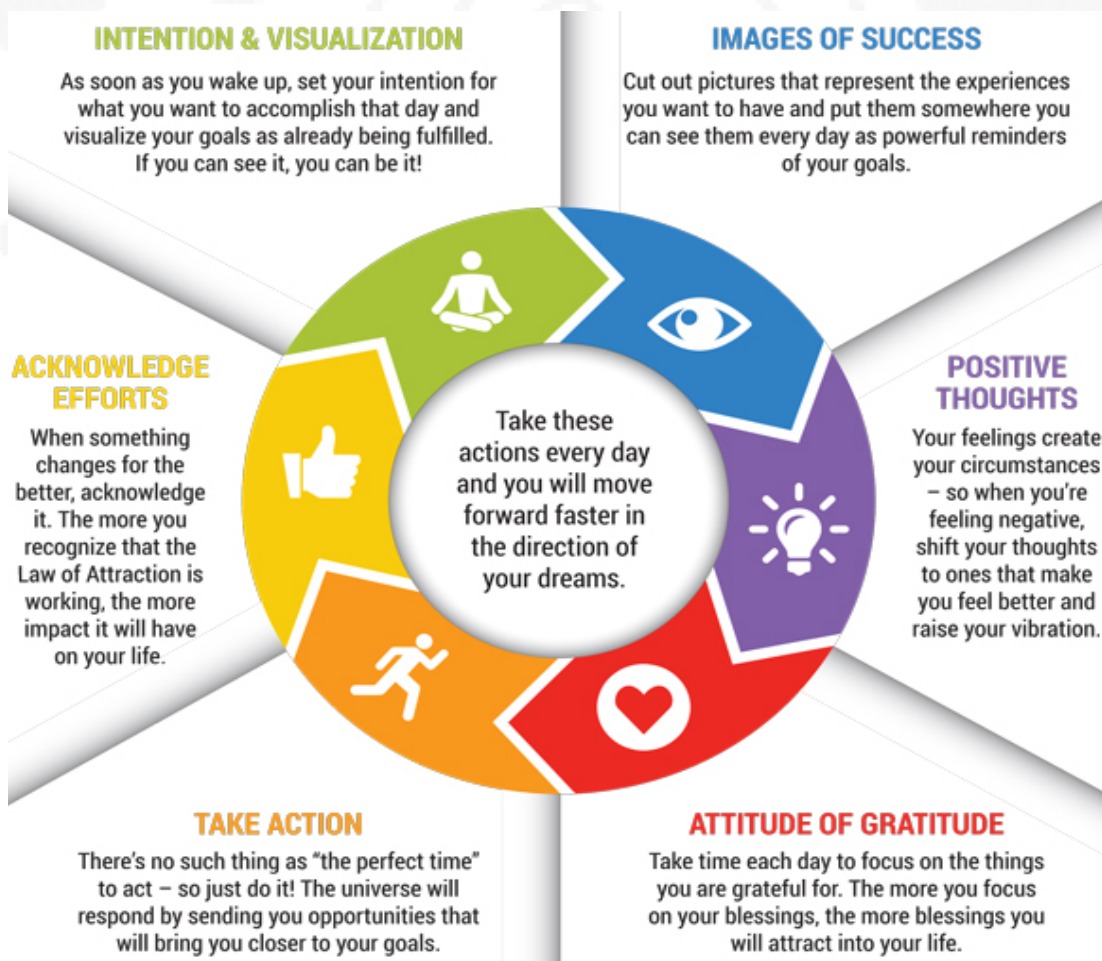 INTENTION & VISUALIZATION
As soon as you wake up, set your intention for
what you want to accomplish that day and
visualize your goals as already being fulfilled.
If you can see it, you can be it!
IMAGES OF SUCCESS
Cut out pictures that represent the experiences
you want to have and put them somewhere you
can see them every day as powerful reminders
of your goals.
POSITIVE
THOUGHTS
Your feelings create
your circumstances
– so when you’re
feeling negative,
shift your thoughts
to ones that make
you feel better and
raise your vibration.
ATTITUDE OF GRATITUDE
Take time each day to focus on the things
you are grateful for. The more you focus
on your blessings, the more blessings you
will attract into your life.
TAKE ACTION
There’s no such thing as “the perfect time”
to act – so just do it! The universe will
respond by sending you opportunities that
will bring you closer to your goals.
ACKNOWLEDGE
EFFORTS
When something
changes for the
better, acknowledge
it. The more you
recognize that the
Law of Attraction is
working, the more
impact it will have
on your life.
Take these
actions every day
and you will move
forward faster in
the direction of
your dreams.